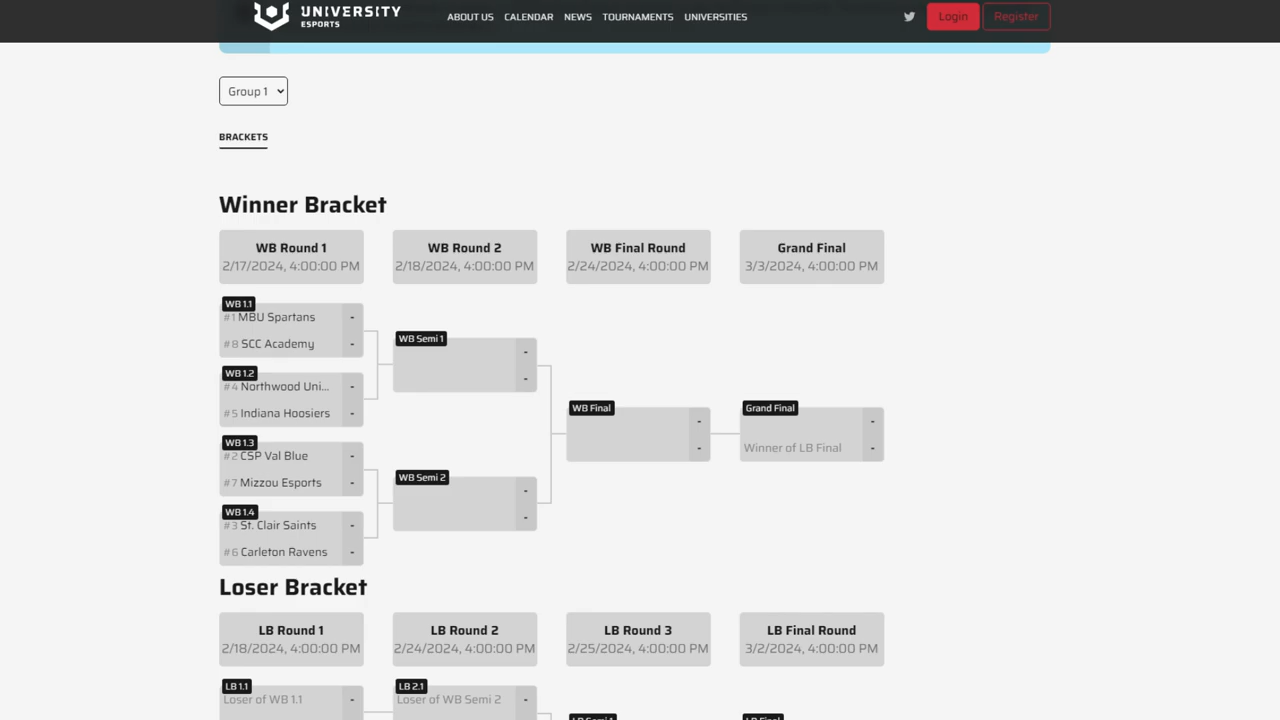 UNIVERSITY
ESPORTS
ABOUT US
CALENDAR
NEWS
TOURNAMENTS
UNIVERSITIES
Login
Register
Group 1
BRACKETS
Winner Bracket
WB Round 1
2/17/2024, 4:00:00 PM
WB Round 2
2/18/2024, 4:00:00 PM
WB Final Round
2/24/2024, 4:00:00 PM
Grand Final
3/3/2024, 4:00:00 PM
WB 1.1
#1 MBU Spartans -
#8 SCC Academy -
WB 1.2
#4 Northwood Uni... -
#5 Indiana Hoosiers -
WB 1.3
#2 CSP Val Blue -
#7 Mizzou Esports -
WB 1.4
#3 St. Clair Saints -
#6 Carleton Ravens -
WB Semi 1
-
-
WB Semi 2
-
-
WB Final
-
-
Grand Final
-
Winner of LB Final -
Loser Bracket
LB Round 1
2/18/2024, 4:00:00 PM
LB Round 2
2/24/2024, 4:00:00 PM
LB Round 3
2/25/2024, 4:00:00 PM
LB Final Round
3/2/2024, 4:00:00 PM
LB 1.1
Loser of WB 1.1 -
LB 2.1
Loser of WB Semi 2 -
LB Semi 1
LB Final